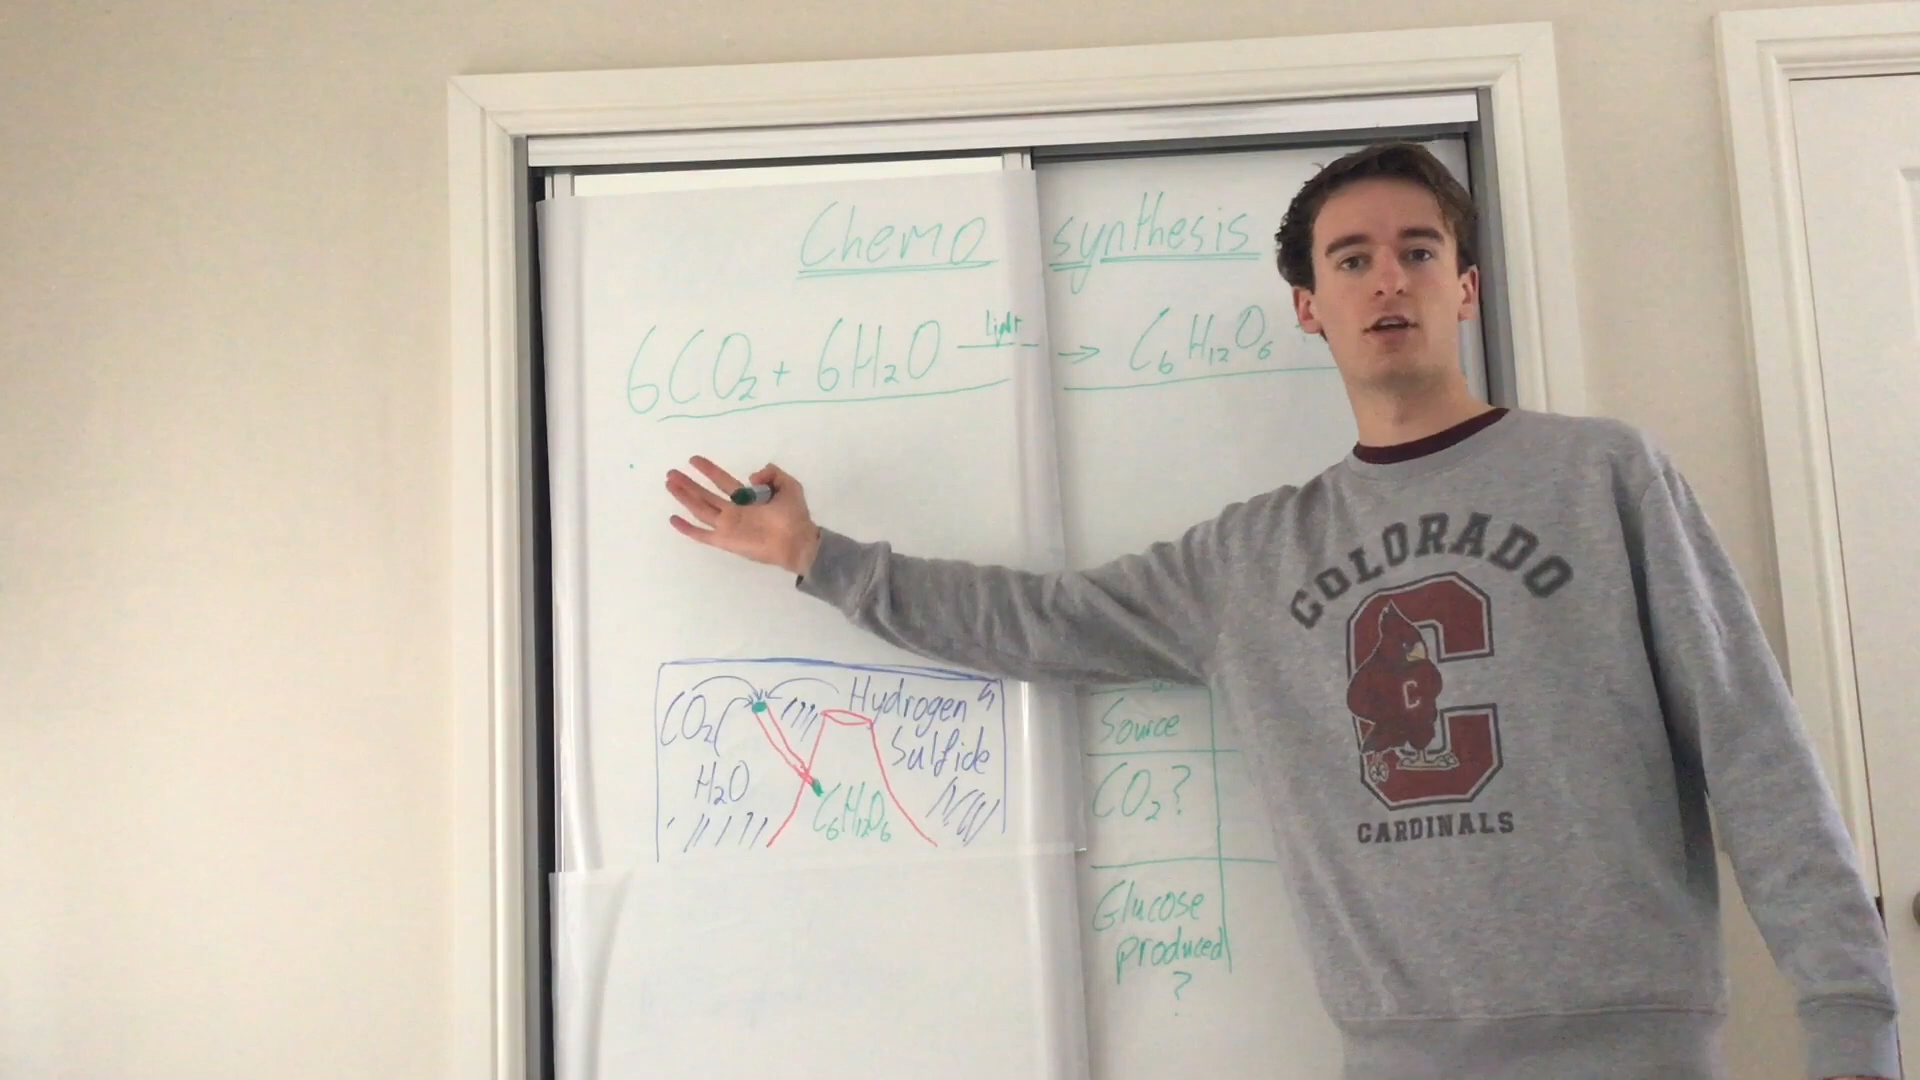 Chemo synthesis
6CO₂ + 6H₂O light → C₆H₁₂O₆ +
CO₂
H₂O
Hydrogen
Sulfide
C₆H₁₂O₆
Source
CO₂?
Glucose
produced
?
COLORADO
C
C
CARDINALS